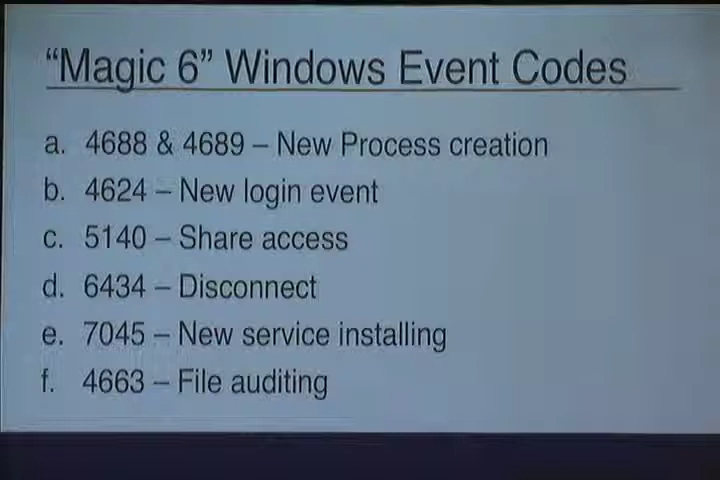 “Magic 6” Windows Event Codes
a. 4688 & 4689 – New Process creation
b. 4624 – New login event
c. 5140 – Share access
d. 6434 – Disconnect
e. 7045 – New service installing
f. 4663 – File auditing